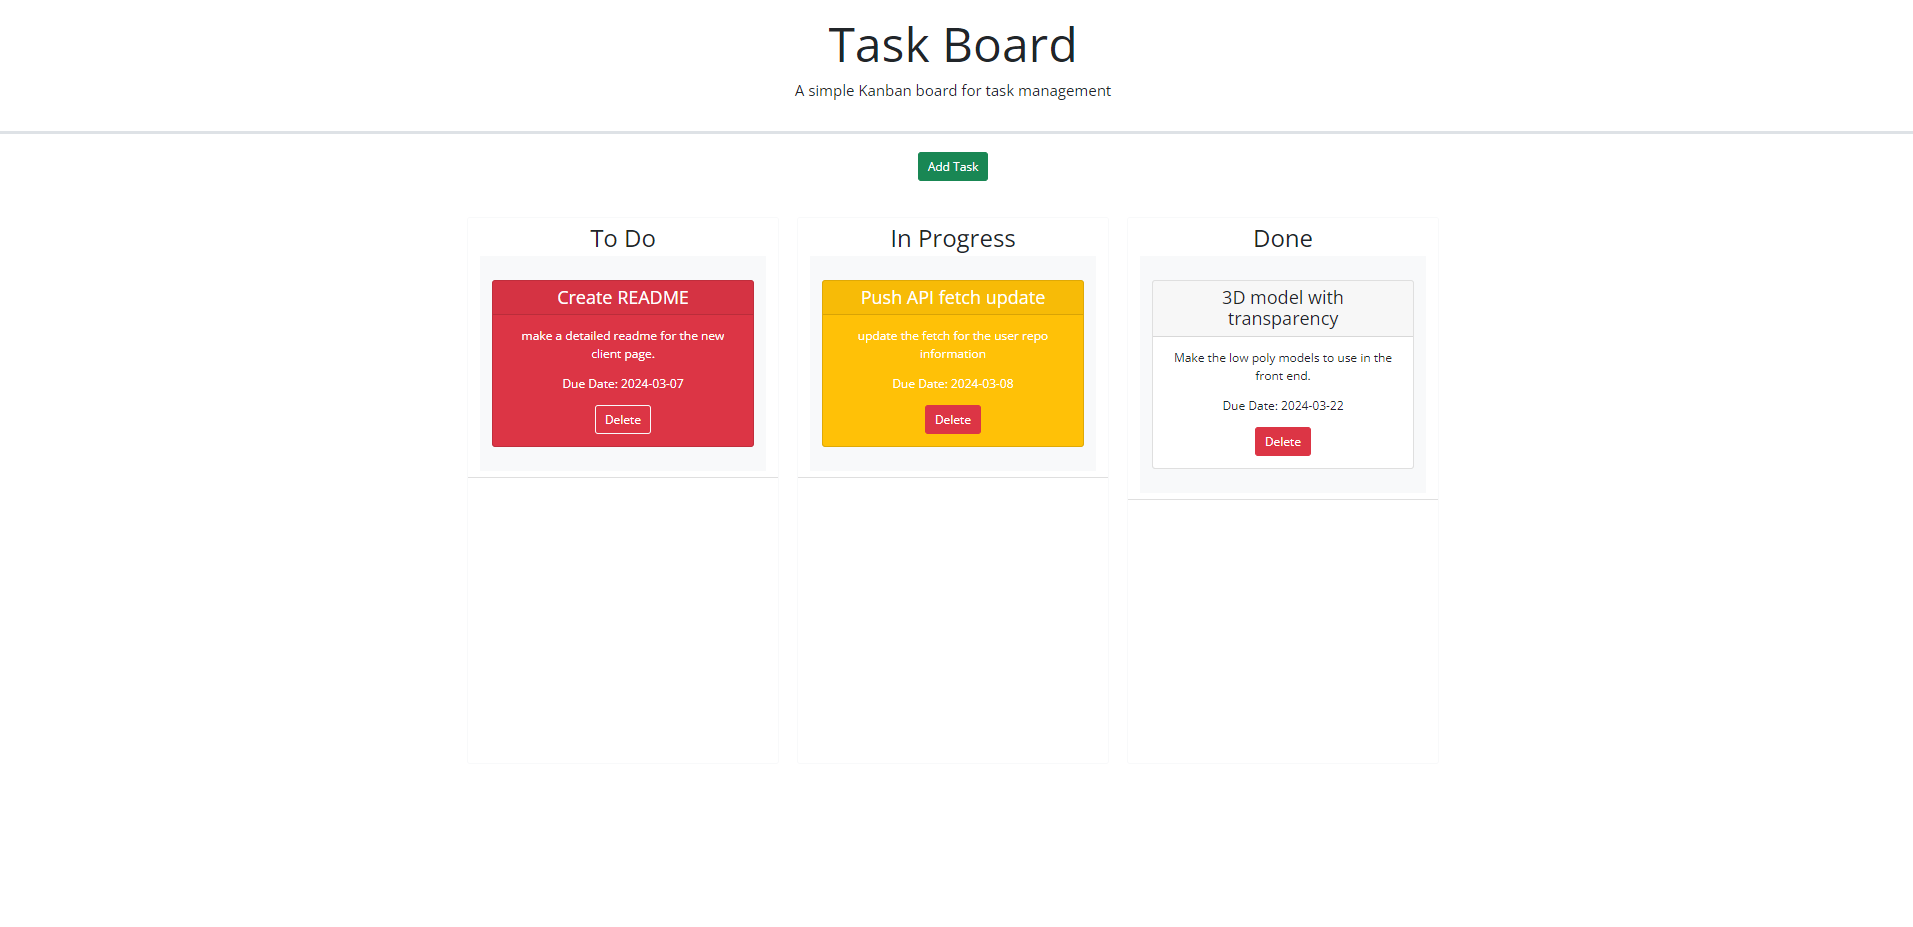 Task Board
A simple Kanban board for task management
Add Task
To Do
Create README
make a detailed readme for the new
client page.
Due Date: 2024-03-07
Delete
In Progress
Push API fetch update
update the fetch for the user repo
information
Due Date: 2024-03-08
Delete
Done
3D model with
transparency
Make the low poly models to use in the
front end.
Due Date: 2024-03-22
Delete